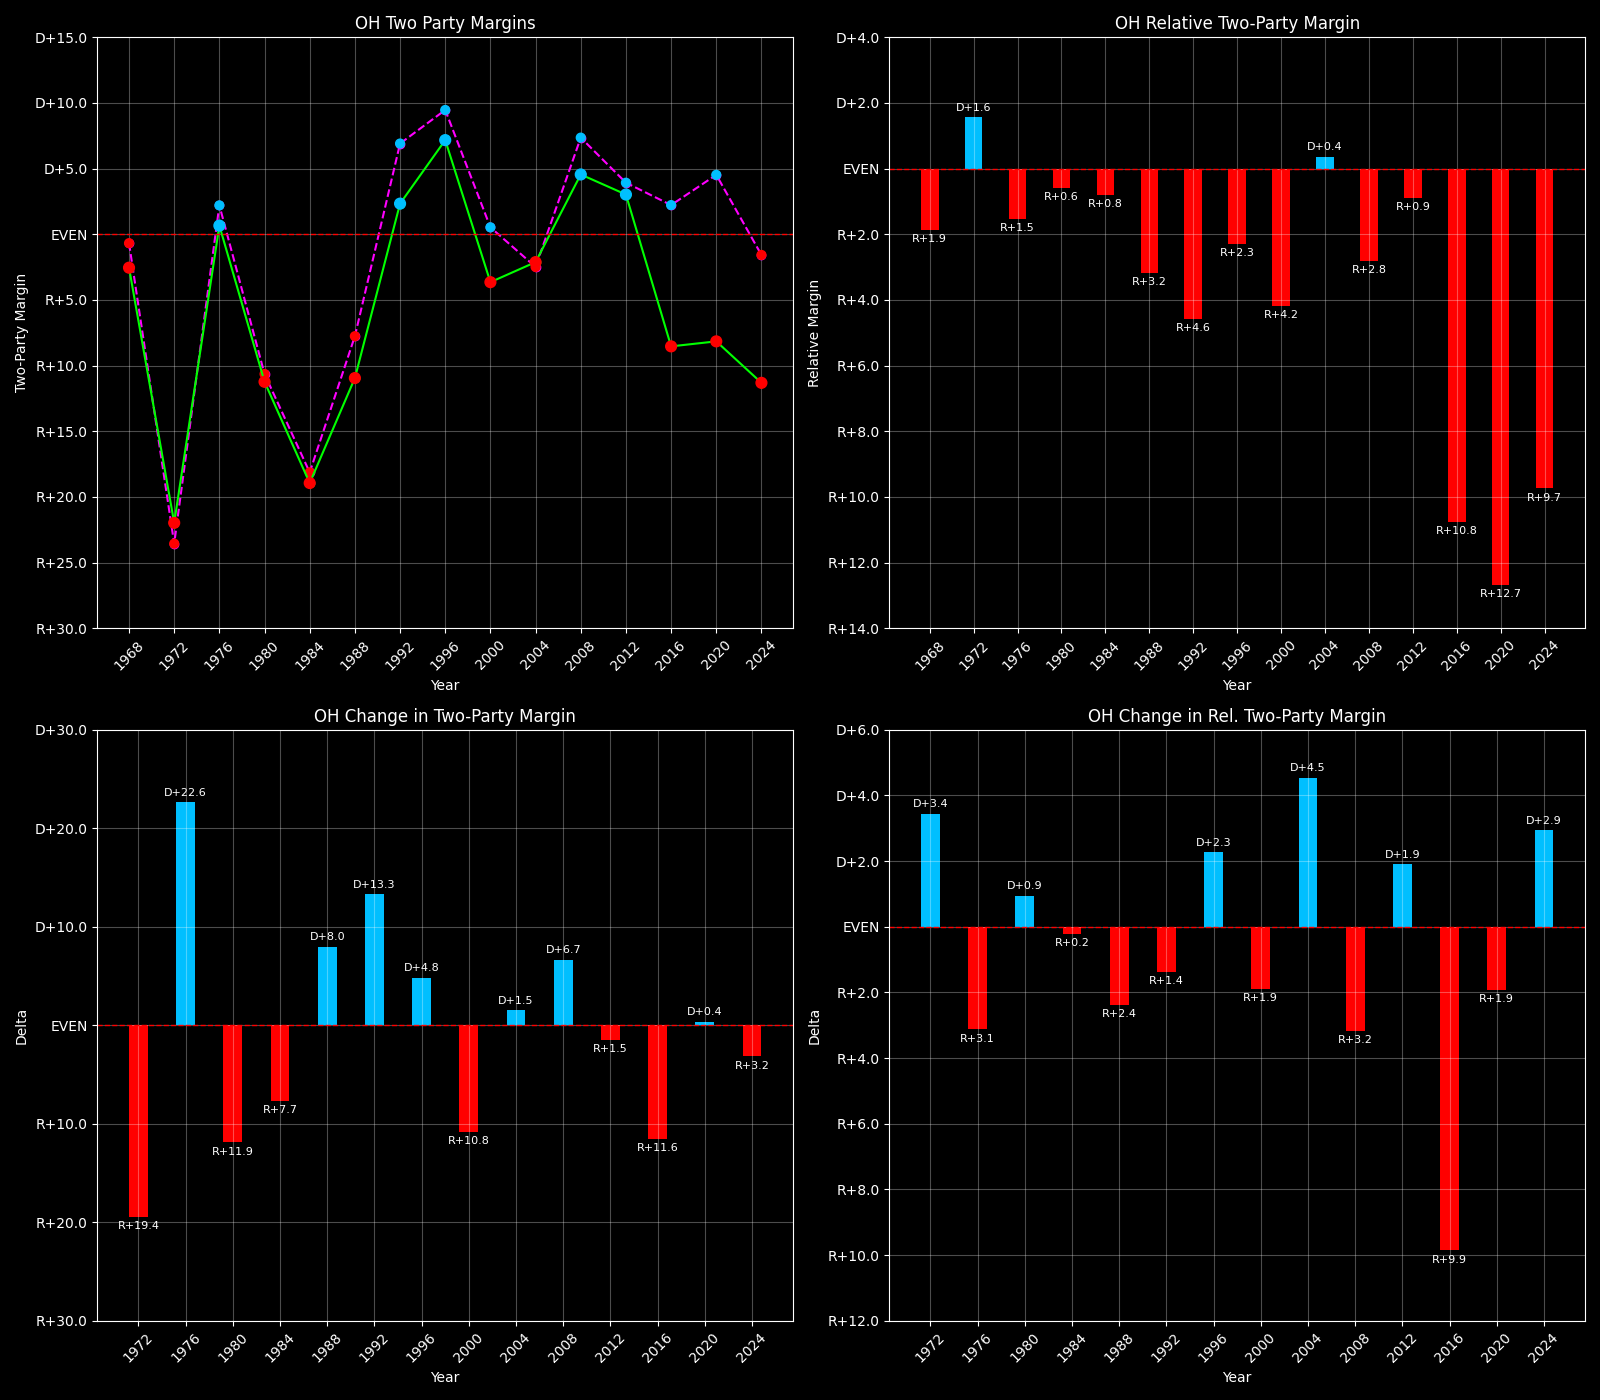 OH Two Party Margins
D+15.0
D+10.0
D+5.0
EVEN
R+5.0
R+10.0
R+15.0
R+20.0
R+25.0
R+30.0
Two-Party Margin
1968
1972
1976
1980
1984
1988
1992
1996
2000
2004
2008
2012
2016
2020
2024
Year
OH Relative Two-Party Margin
D+4.0
D+2.0
EVEN
R+2.0
R+4.0
R+6.0
R+8.0
R+10.0
R+12.0
R+14.0
Relative Margin
R+1.9
D+1.6
R+1.5
R+0.6
R+0.8
R+3.2
R+4.6
R+2.3
R+4.2
D+0.4
R+2.8
R+0.9
R+10.8
R+12.7
R+9.7
1968
1972
1976
1980
1984
1988
1992
1996
2000
2004
2008
2012
2016
2020
2024
Year
OH Change in Two-Party Margin
D+30.0
D+20.0
D+10.0
EVEN
R+10.0
R+20.0
R+30.0
Delta
R+19.4
D+22.6
R+11.9
R+7.7
D+8.0
D+13.3
D+4.8
R+10.8
D+1.5
D+6.7
R+1.5
R+11.6
D+0.4
R+3.2
1972
1976
1980
1984
1988
1992
1996
2000
2004
2008
2012
2016
2020
2024
Year
OH Change in Rel. Two-Party Margin
D+6.0
D+4.0
D+2.0
EVEN
R+2.0
R+4.0
R+6.0
R+8.0
R+10.0
R+12.0
Delta
D+3.4
R+3.1
D+0.9
R+0.2
R+2.4
R+1.4
D+2.3
R+1.9
D+4.5
R+3.2
D+1.9
R+9.9
R+1.9
D+2.9
1972
1976
1980
1984
1988
1992
1996
2000
2004
2008
2012
2016
2020
2024
Year